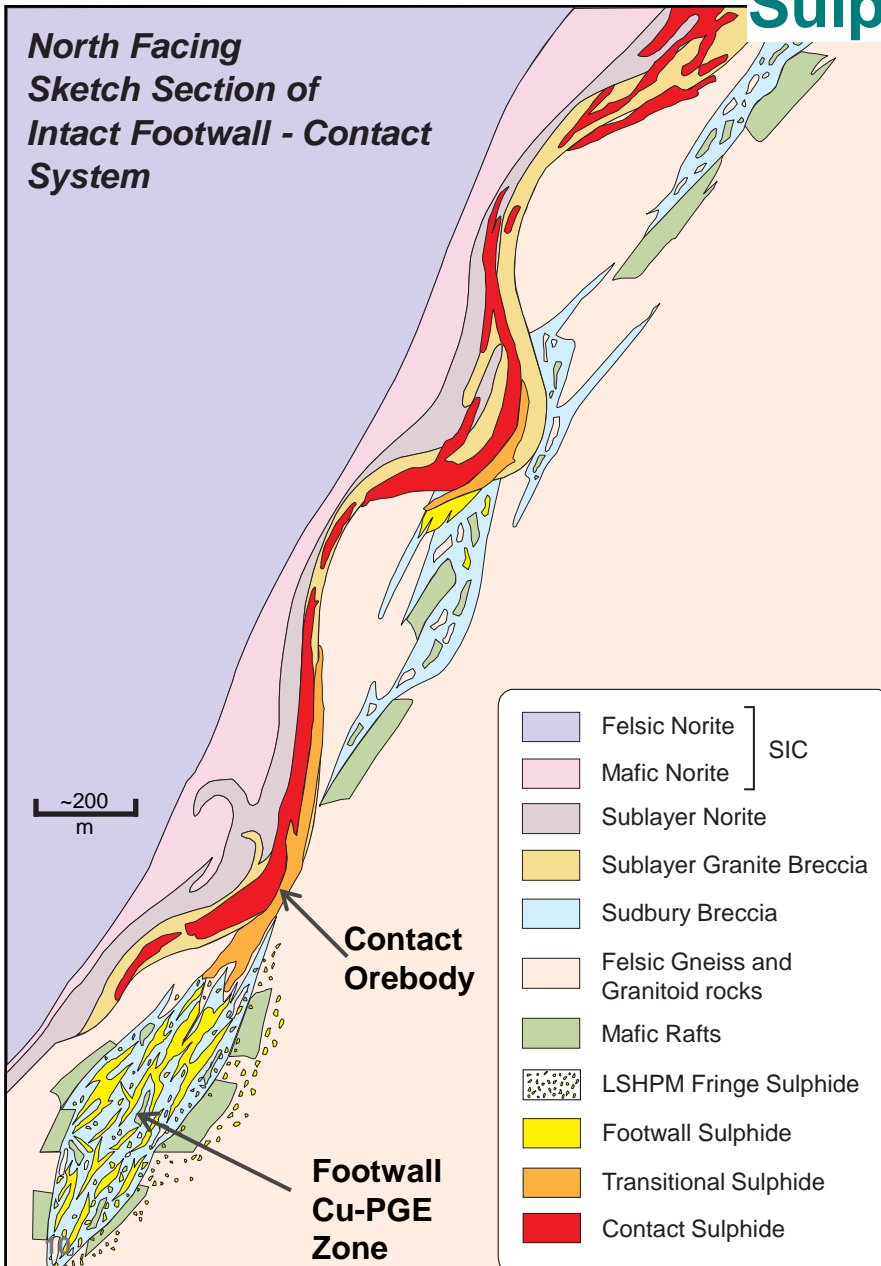 Sulp
North Facing
Sketch Section of
Intact Footwall - Contact
System
~200
m
Contact
Orebody
Footwall
Cu-PGE
Zone
Felsic Norite
Mafic Norite
SIC
Sublayer Norite
Sublayer Granite Breccia
Sudbury Breccia
Felsic Gneiss and
Granitoid rocks
Mafic Rafts
LSHPM Fringe Sulphide
Footwall Sulphide
Transitional Sulphide
Contact Sulphide